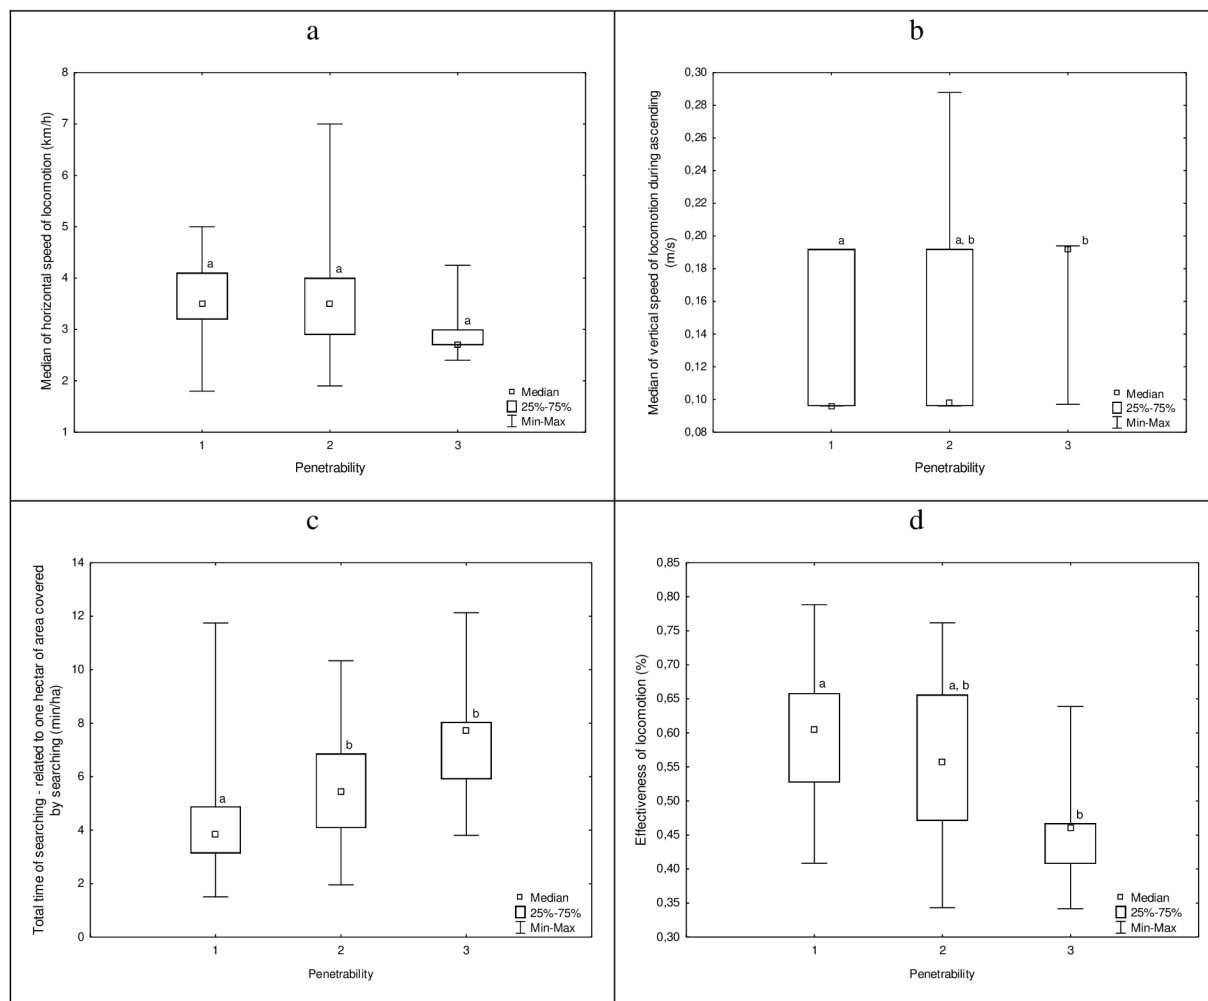 a
Median of horizontal speed of locomotion (km/h)
8
7
6
5
4
3
2
1
a
a
a
Median
25%-75%
Min-Max
1 2 3
Penetrability
b
Median of vertical speed of locomotion during ascending
(m/s)
0,30
0,28
0,26
0,24
0,22
0,20
0,18
0,16
0,14
0,12
0,10
0,08
a
a, b
b
Median
25%-75%
Min-Max
1 2 3
Penetrability
c
Total time of searching - related to one hectar of area covered
by searching (min/ha)
14
12
10
8
6
4
2
0
a
b
b
Median
25%-75%
Min-Max
1 2 3
Penetrability
d
Effectiveness of locomotion (%)
0,85
0,80
0,75
0,70
0,65
0,60
0,55
0,50
0,45
0,40
0,35
0,30
a
a, b
b
Median
25%-75%
Min-Max
1 2 3
Penetrability